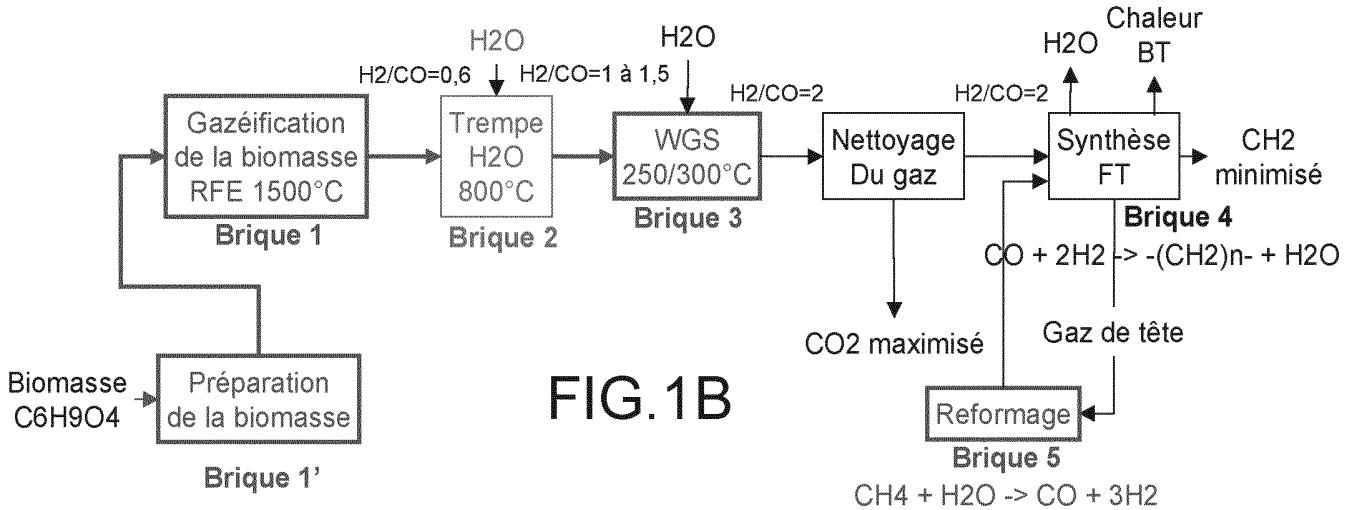 Chaleur
BT
H2O
H2O
H2O
H2/CO=0,6
H2/CO=1 à 1,5
H2/CO=2
H2/CO=2
Gazéification
de la biomasse
RFE 1500°C
Brique 1
Trempe
H2O
800°C
Brique 2
WGS
250/300°C
Brique 3
Nettoyage
Du gaz
Synthèse
FT
Brique 4
CH2
minimisé
CO + 2H2 -> -(CH2)n- + H2O
CO2 maximisé
Gaz de tête
Biomasse
C6H9O4
Préparation
de la biomasse
Brique 1’
FIG.1B
Reformage
Brique 5
CH4 + H2O -> CO + 3H2